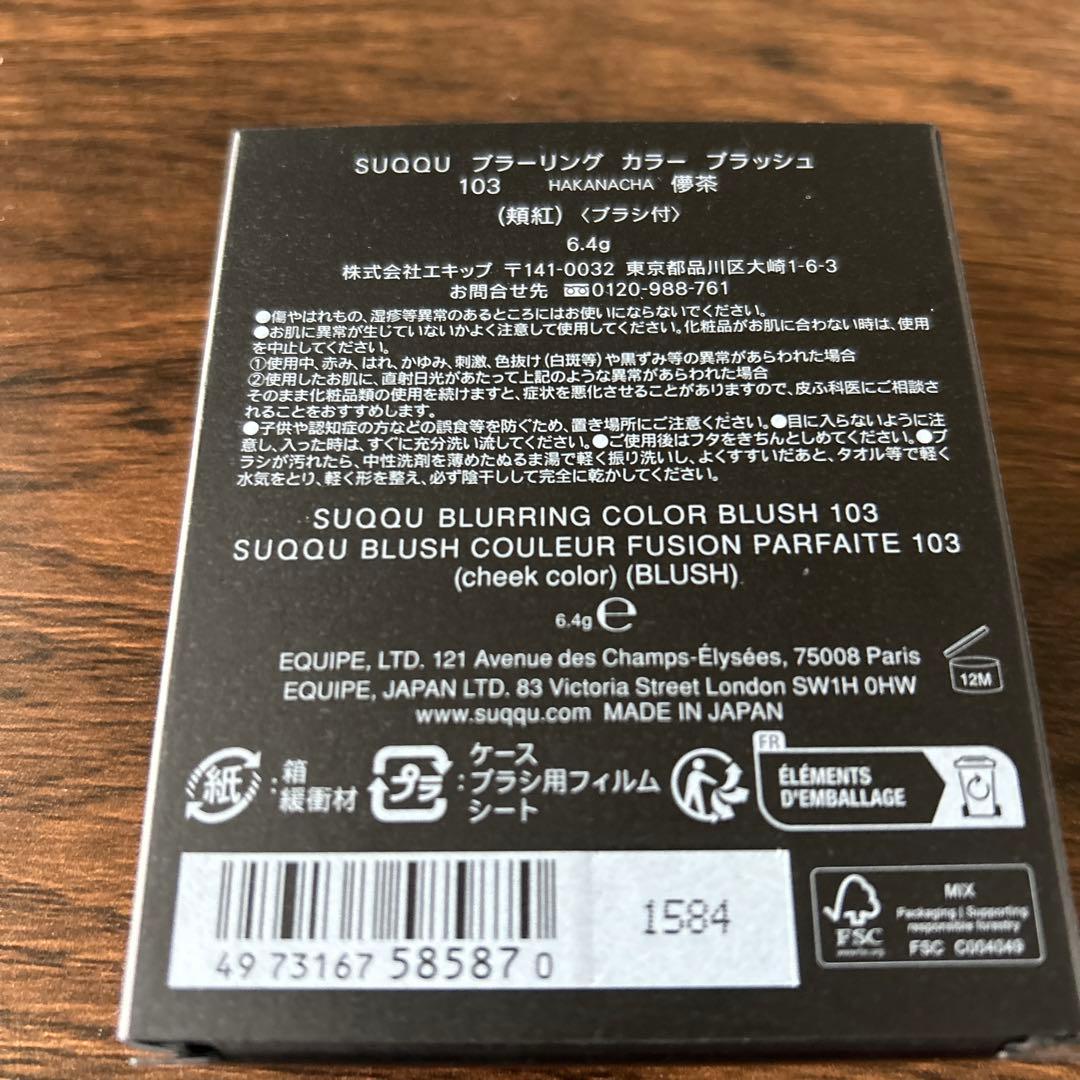 SUQQU ブラーリング カラー ブラッシュ
103 HAKANACHA 儚茶
(頬紅)〈ブラシ付〉
6.4g
株式会社エキップ 〒141-0032 東京都品川区大崎1-6-3
お問合せ先 0120-988-761
●傷やはれもの、湿疹等異常のあるところにはお使いにならないでください。
●お肌に異常が生じていないかよく注意して使用してください。化粧品がお肌に合わない時は、使用
を中止してください。
①使用中、赤み、はれ、かゆみ、刺激、色抜け(白斑等)や黒ずみ等の異常があらわれた場合
②使用したお肌に、直射日光があたって上記のような異常があらわれた場合
そのまま化粧品類の使用を続けますと、症状を悪化させることがありますので、皮ふ科医にご相談さ
れることをおすすめします。
●子供や認知症の方などの誤食等を防ぐため、置き場所にご注意ください。●目に入らないように注
意し、入った時は、すぐに充分洗い流してください。●ご使用後はフタをきちんとしめてください。●ブ
ラシが汚れたら、中性洗剤を薄めたぬるま湯で軽く振り洗いし、よくすすいだあと、タオル等で軽く
水気をとり、軽く形を整え、必ず陰干しして完全に乾かしてください。
SUQQU BLURRING COLOR BLUSH 103
SUQQU BLUSH COULEUR FUSION PARFAITE 103
(cheek color) (BLUSH)
6.4g ℮
EQUIPE, LTD. 121 Avenue des Champs-Élysées, 75008 Paris
EQUIPE, JAPAN LTD. 83 Victoria Street London SW1H 0HW
www.suqqu.com MADE IN JAPAN
12M
紙 : 箱
緩衝材
プラ : ケース
ブラシ用フィルム
シート
FR
ÉLÉMENTS
D'EMBALLAGE
49 73167 58587 0
1584
FSC
MIX
Packaging | Supporting
responsible forestry
FSC C004049